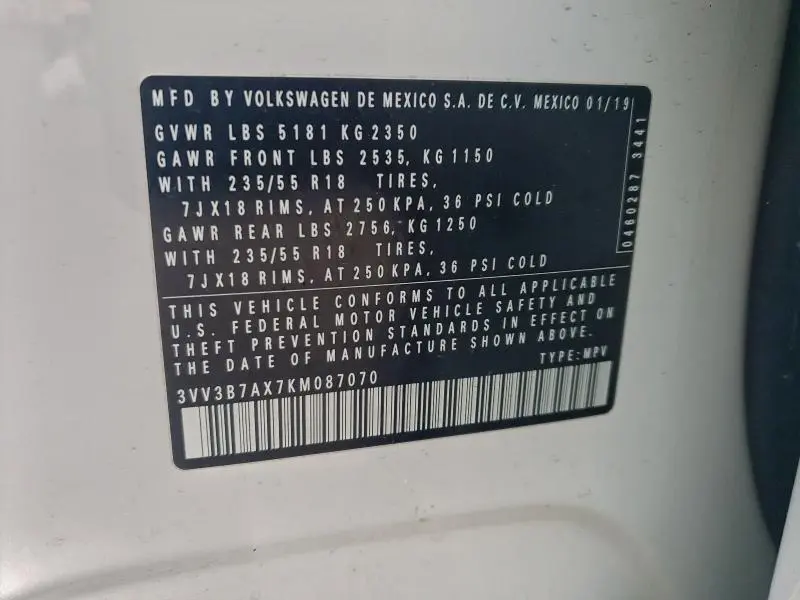 MFD BY VOLKSWAGEN DE MEXICO S.A. DE C.V. MEXICO 01/19
GVWR LBS 5181 KG 2350
GAWR FRONT LBS 2535, KG 1150
WITH 235/55 R18 TIRES,
7JX18 RIMS, AT 250 KPA, 36 PSI COLD
GAWR REAR LBS 2756, KG 1250
WITH 235/55 R18 TIRES,
7JX18 RIMS, AT 250 KPA, 36 PSI COLD
0460287 3441
THIS VEHICLE CONFORMS TO ALL APPLICABLE
U.S. FEDERAL MOTOR VEHICLE SAFETY AND
THEFT PREVENTION STANDARDS IN EFFECT ON
THE DATE OF MANUFACTURE SHOWN ABOVE.
TYPE: MPV
3VV3B7AX7KM087070